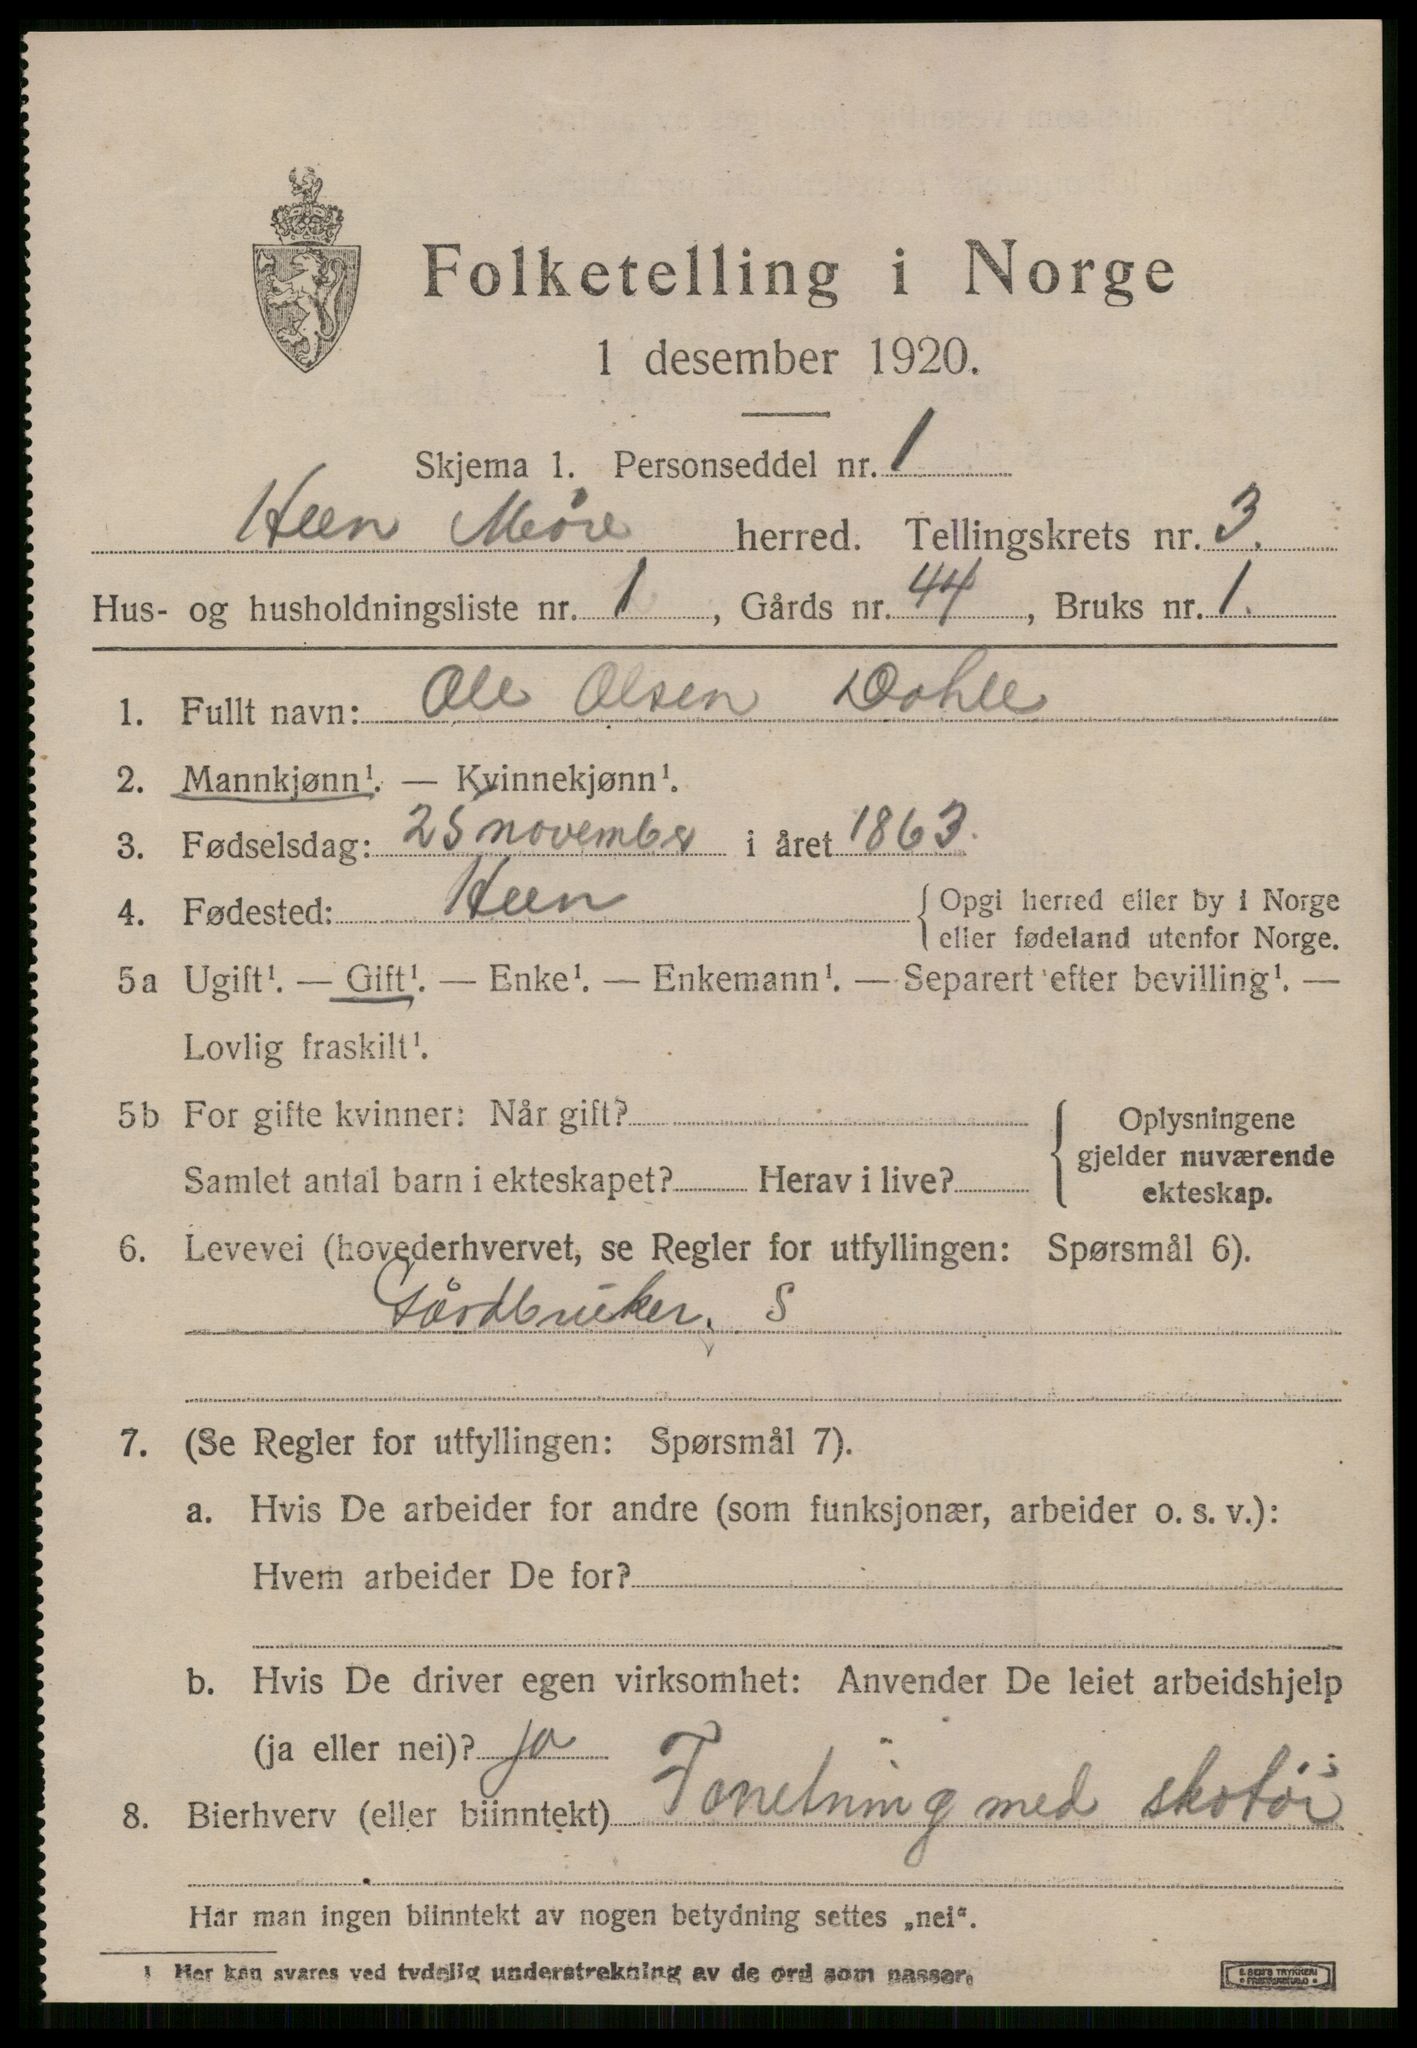 Folketelling i Norge
1 desember 1920.
Skjema 1. Personseddel nr. 1
Heen Møre herred. Tellingskrets nr. 3.
Hus- og husholdningsliste nr. 1, Gårds nr. 44, Bruks nr. 1.
1. Fullt navn: Ole Olsen Dahle
2. Mannkjønn¹. — Kvinnekjønn¹.
3. Fødselsdag: 25 november i året 1863.
4. Fødested: Heen { Opgi herred eller by i Norge
eller fødeland utenfor Norge.
5a Ugift¹. — Gift¹. — Enke¹. — Enkemann¹. — Separert efter bevilling¹. —
Lovlig fraskilt¹.
5b For gifte kvinner: Når gift?
Samlet antal barn i ekteskapet? Herav i live?
{ Oplysningene
gjelder nuværende
ekteskap.
6. Levevei (hovederhvervet, se Regler for utfyllingen: Spørsmål 6).
Gårdbruker. S
7. (Se Regler for utfyllingen: Spørsmål 7).
a. Hvis De arbeider for andre (som funksjonær, arbeider o. s. v.):
Hvem arbeider De for?
b. Hvis De driver egen virksomhet: Anvender De leiet arbeidshjelp
(ja eller nei)? ja
8. Bierhverv (eller biinntekt) med skotøi
Har man ingen biinntekt av nogen betydning settes „nei“.
¹ Her kan svares ved tydelig understrekning av de ord som passer.